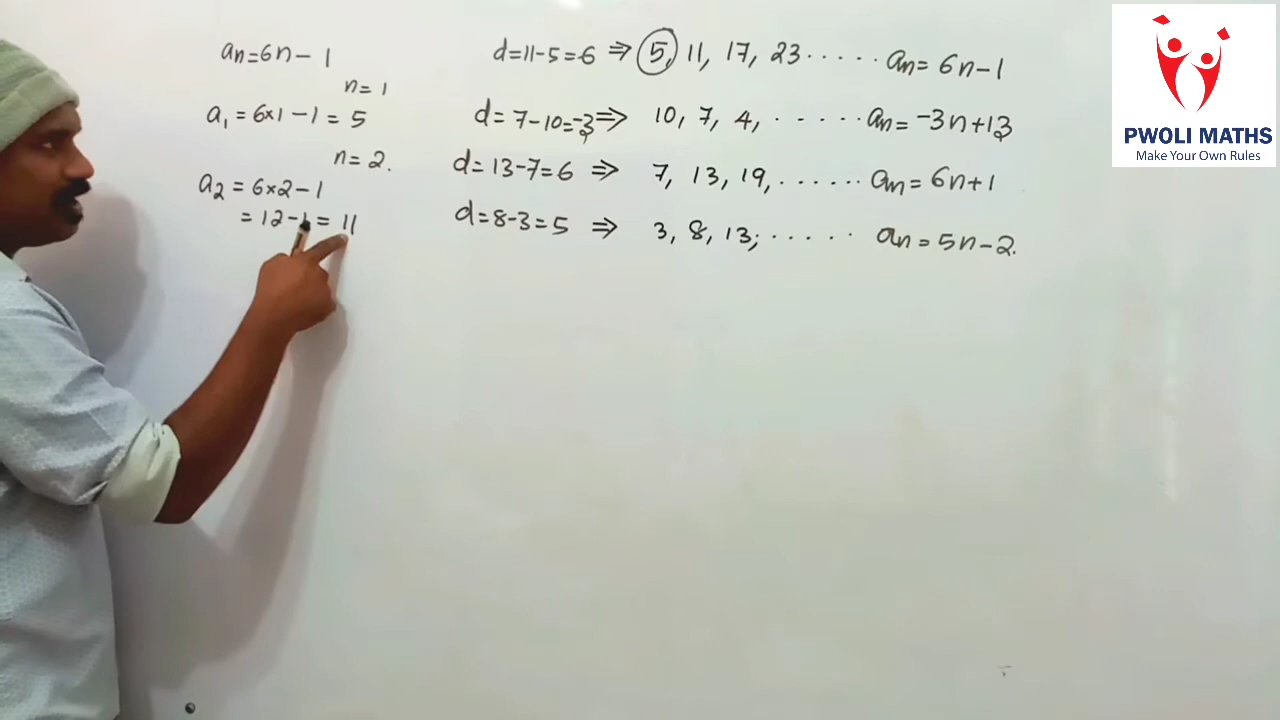 an=6n-1
n=1
a1=6×1-1=5
n=2.
a2=6×2-1
=12-1=11
d=11-5=6⇒5, 11, 17, 23.....an=6n-1
d=7-10=-3⇒10, 7, 4,.....an=-3n+13
d=13-7=6⇒7, 13, 19,......an=6n+1
d=8-3=5⇒3, 8, 13;.....an=5n-2.
PWOLI MATHS
Make Your Own Rules